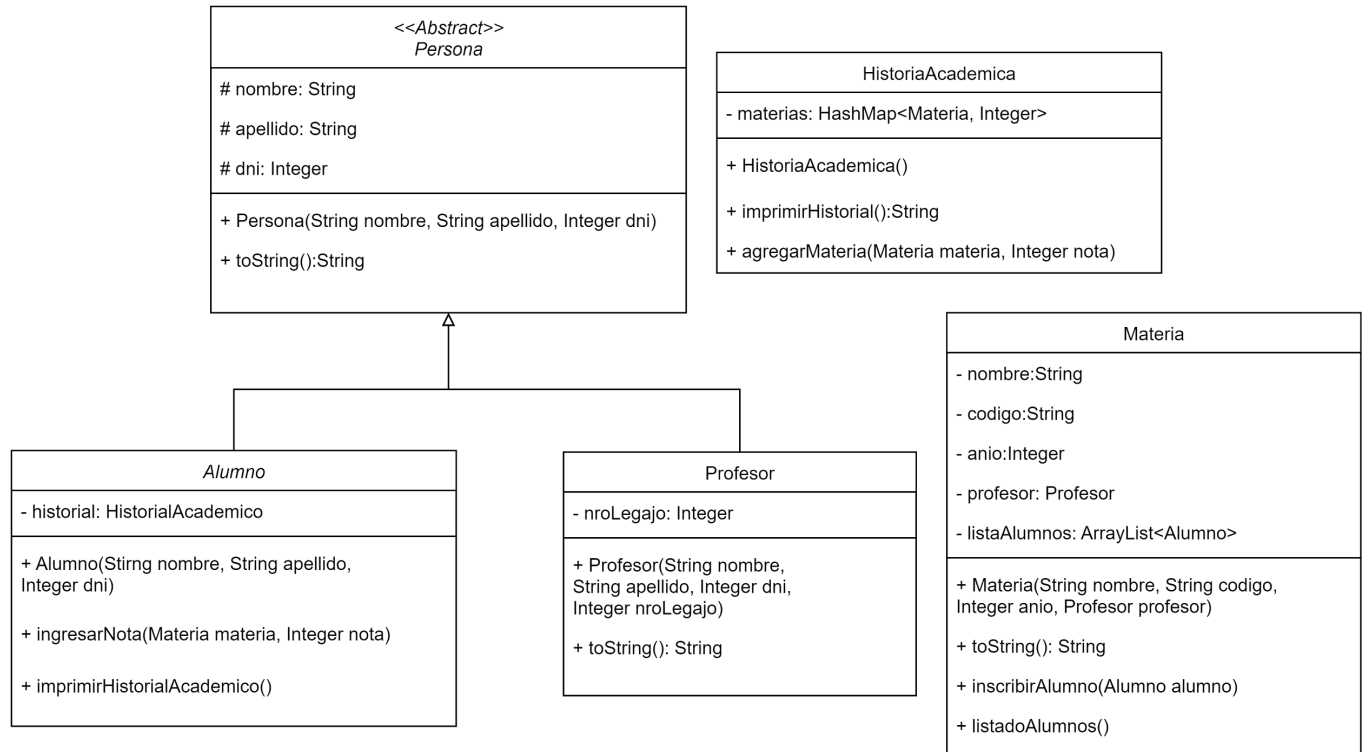 <<Abstract>>
Persona
# nombre: String
# apellido: String
# dni: Integer
+ Persona(String nombre, String apellido, Integer dni)
+ toString():String
HistoriaAcademica
- materias: HashMap<Materia, Integer>
+ HistoriaAcademica()
+ imprimirHistorial():String
+ agregarMateria(Materia materia, Integer nota)
Alumno
- historial: HistorialAcademico
+ Alumno(Stirng nombre, String apellido,
Integer dni)
+ ingresarNota(Materia materia, Integer nota)
+ imprimirHistorialAcademico()
Profesor
- nroLegajo: Integer
+ Profesor(String nombre,
String apellido, Integer dni,
Integer nroLegajo)
+ toString(): String
Materia
- nombre:String
- codigo:String
- anio:Integer
- profesor: Profesor
- listaAlumnos: ArrayList<Alumno>
+ Materia(String nombre, String codigo,
Integer anio, Profesor profesor)
+ toString(): String
+ inscribirAlumno(Alumno alumno)
+ listadoAlumnos()